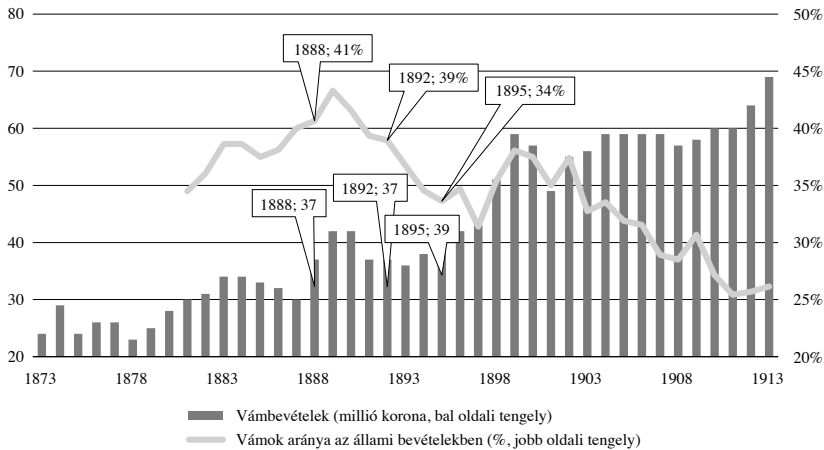 80 50%
1888; 41%
70 1892; 39% 45%
1895; 34%
60 40%
50 35%
1892; 37
1888; 37
40 1895; 39 30%
30 25%
20 20%
1873 1878 1883 1888 1893 1898 1903 1908 1913
Vámbevételek (millió korona, bal oldali tengely)
Vámok aránya az állami bevételekben (%, jobb oldali tengely)